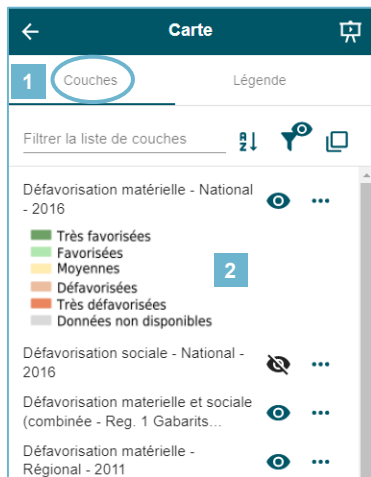 Carte
1 Couches Légende
Filtrer la liste de couches
Défavorisation matérielle - National
- 2016
Très favorisées
Favorisées
Moyennes
2
Défavorisées
Très défavorisées
Données non disponibles
Défavorisation sociale - National -
2016
Défavorisation materielle et sociale
(combinée - Reg. 1 Gabarits...
Défavorisation matérielle -
Régional - 2011